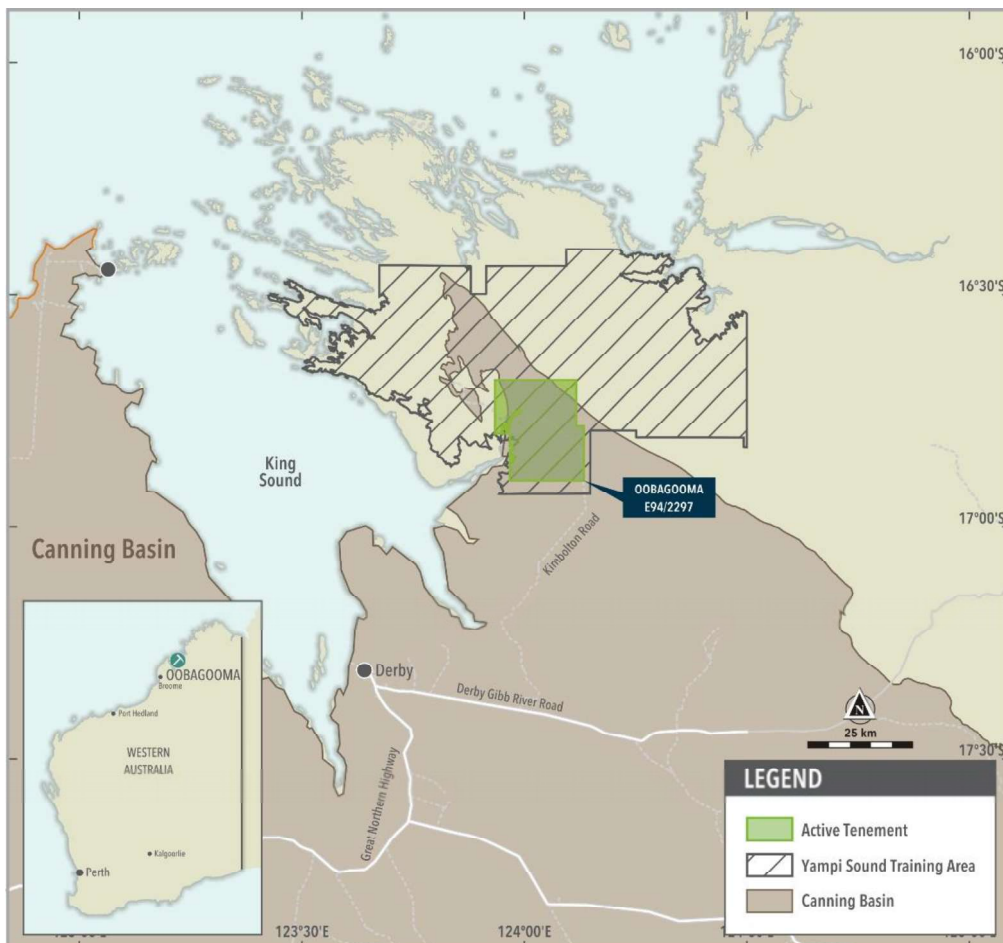 16°00'S
16°30'S
King
Sound
OOBAGOOMA
E94/2297
17°00'S
Kimbolton Road
Canning Basin
Derby
Derby Gibb River Road
N
25 km
17°30'S
Great Northern Highway
OOBAGOOMA
Broome
Port Hedland
WESTERN
AUSTRALIA
Kalgoorlie
Perth
LEGEND
Active Tenement
Yampi Sound Training Area
Canning Basin
123°30'E
124°00'E